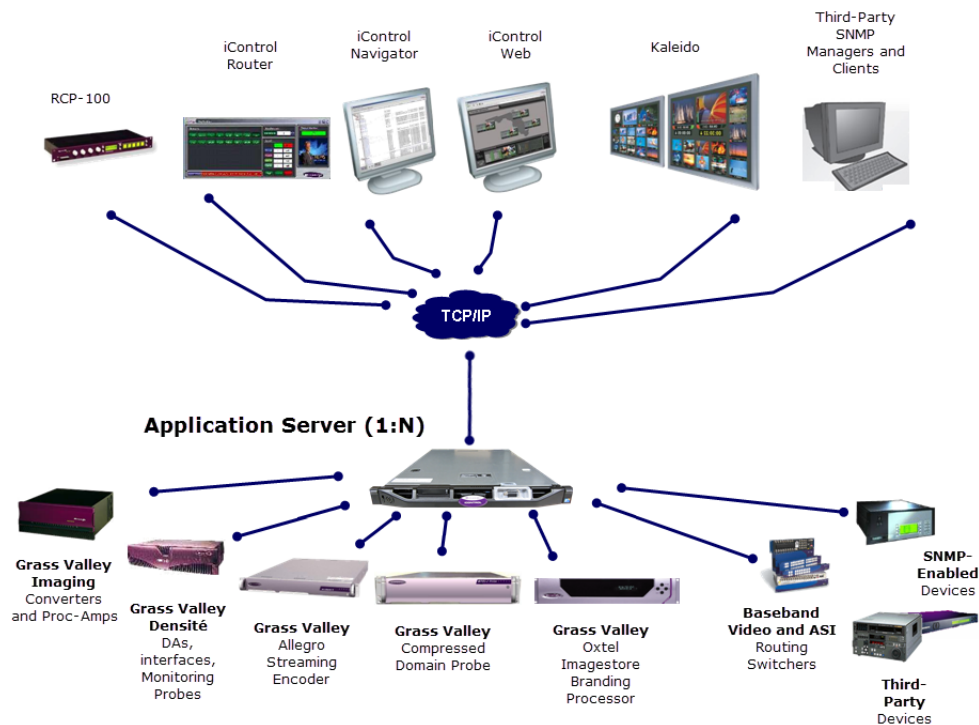 RCP-100
iControl
Router
iControl
Navigator
iControl
Web
Kaleido
Third-Party
SNMP
Managers and
Clients
TCP/IP
Application Server (1:N)
Grass Valley
Imaging
Converters
and Proc-Amps
Grass Valley
Densité
DAs,
interfaces,
Monitoring
Probes
Grass Valley
Allegro
Streaming
Encoder
Grass Valley
Compressed
Domain Probe
Grass Valley
Oxtel
Imagestore
Branding
Processor
Baseband
Video and ASI
Routing
Switchers
SNMP-
Enabled
Devices
Third-
Party
Devices